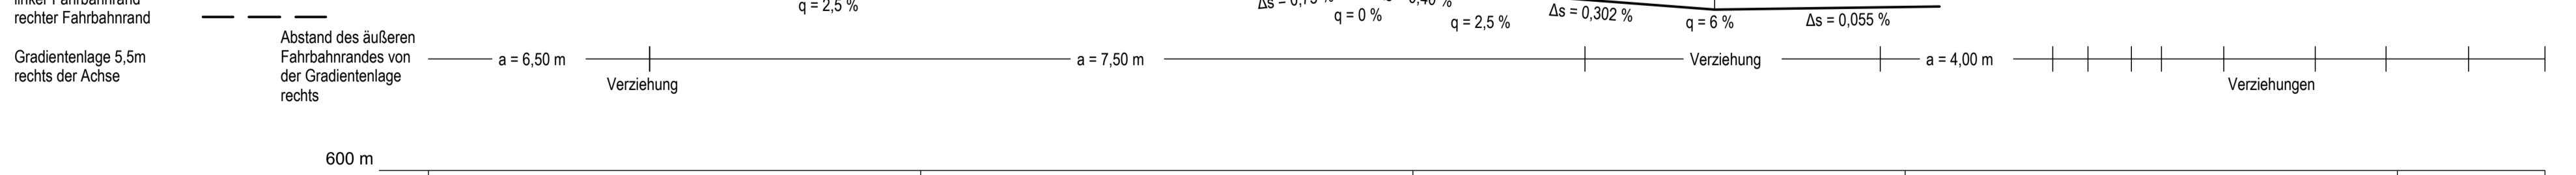 linker Fahrbahnrand
rechter Fahrbahnrand
q = 2,5 %
q = 0 %
q = 2,5 %
Δs = 0,302 %
q = 6 %
Δs = 0,055 %
Gradientenlage 5,5m
rechts der Achse
Abstand des äußeren
Fahrbahnrandes von
der Gradientenlage
rechts
a = 6,50 m
Verziehung
a = 7,50 m
Verziehung
a = 4,00 m
Verziehungen
600 m